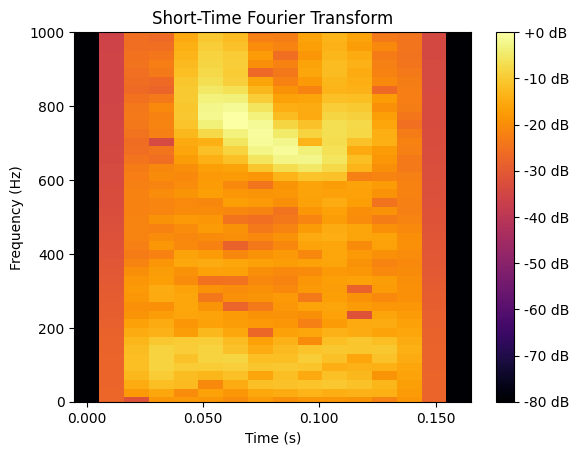 Short-Time Fourier Transform
1000
800
600
400
200
0
Frequency (Hz)
0.000
0.050
0.100
0.150
Time (s)
+0 dB
-10 dB
-20 dB
-30 dB
-40 dB
-50 dB
-60 dB
-70 dB
-80 dB